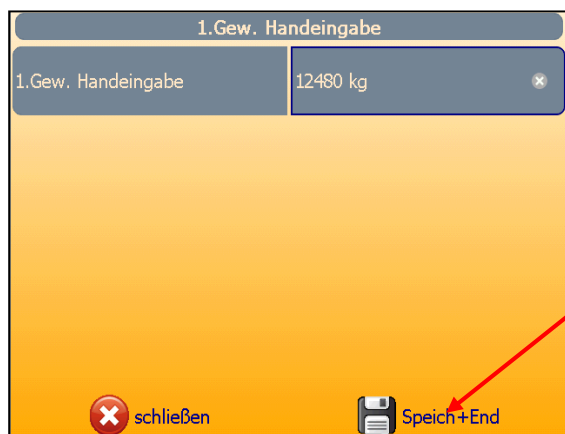 1.Gew. Handeingabe
1.Gew. Handeingabe 12480 kg
schließen Speich+End